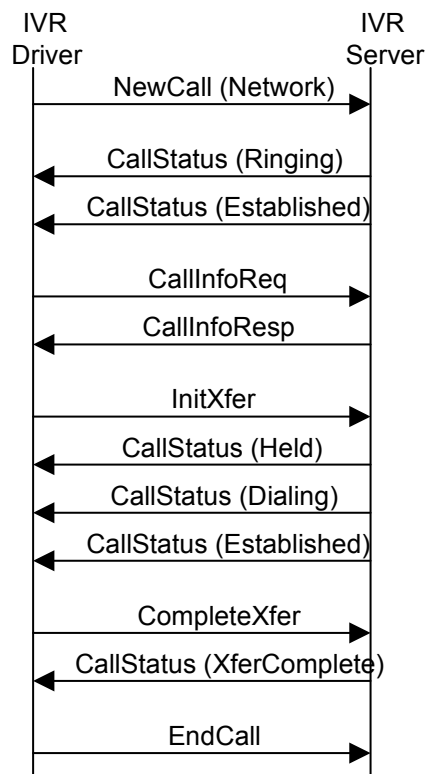 IVR
Driver
IVR
Server
NewCall (Network)
CallStatus (Ringing)
CallStatus (Established)
CallInfoReq
CallInfoResp
InitXfer
CallStatus (Held)
CallStatus (Dialing)
CallStatus (Established)
CompleteXfer
CallStatus (XferComplete)
EndCall